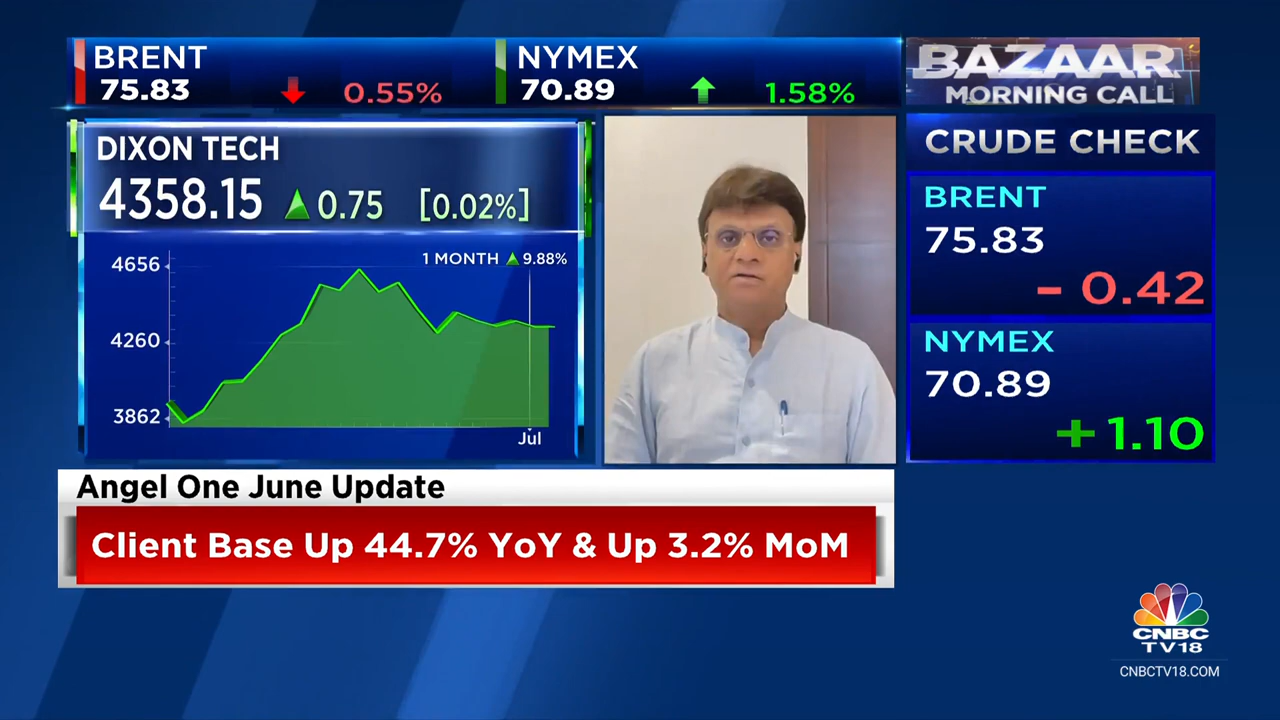 BRENT
75.83 0.55%
NYMEX
70.89 1.58%
BAZAAR
MORNING CALL
DIXON TECH
4358.15 0.75 [0.02%]
1 MONTH 9.88%
4656
4260
3862
Jul
CRUDE CHECK
BRENT
75.83
- 0.42
NYMEX
70.89
+ 1.10
Angel One June Update
Client Base Up 44.7% YoY & Up 3.2% MoM
CNBC
TV18
CNBCTV18.COM